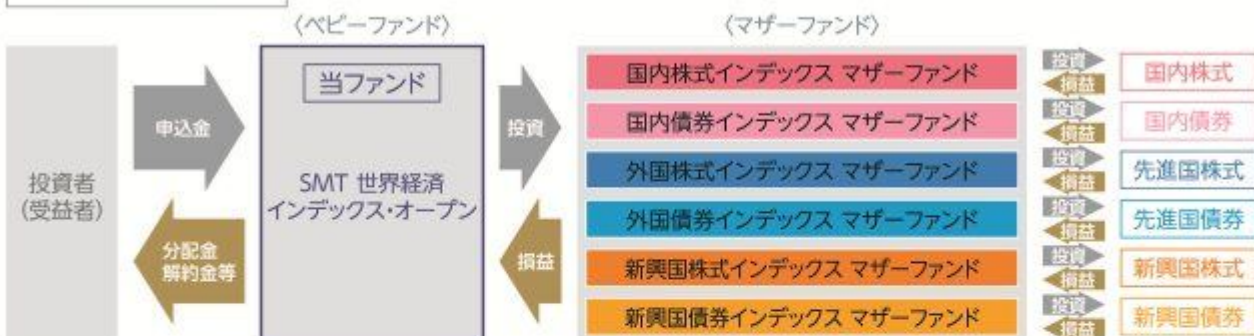 〈ベビーファンド〉
〈マザーファンド〉
投資者
(受益者)
申込金
分配金
解約金等
当ファンド
SMT 世界経済
インデックス・オープン
投資
損益
国内株式インデックス マザーファンド
投資
損益
国内株式
国内債券インデックス マザーファンド
投資
損益
国内債券
外国株式インデックス マザーファンド
投資
損益
先進国株式
外国債券インデックス マザーファンド
投資
損益
先進国債券
新興国株式インデックス マザーファンド
投資
損益
新興国株式
新興国債券インデックス マザーファンド
投資
損益
新興国債券